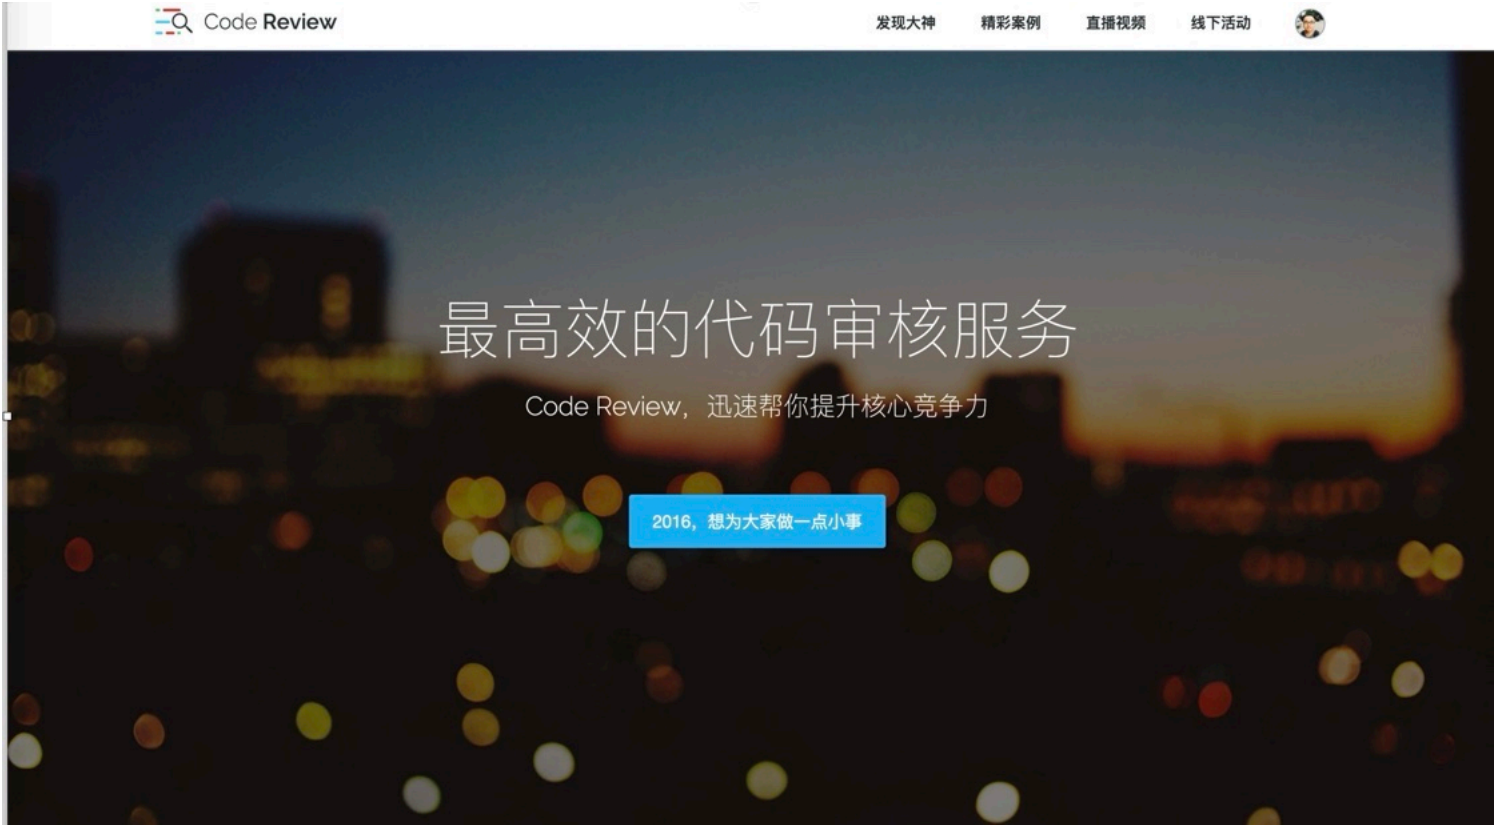 Code Review
发现大神 精彩案例 直播视频 线下活动
最高效的代码审核服务
Code Review，迅速帮你提升核心竞争力
2016，想为大家做一点小事